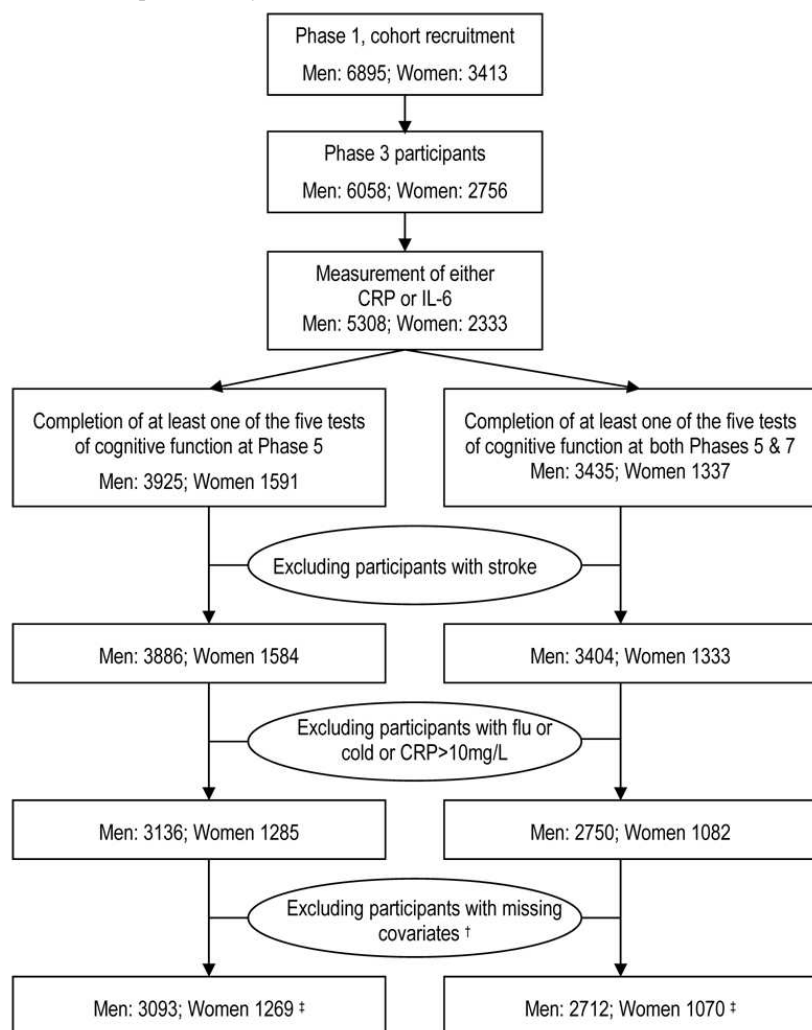 Phase 1, cohort recruitment
Men: 6895; Women: 3413
Phase 3 participants
Men: 6058; Women: 2756
Measurement of either
CRP or IL-6
Men: 5308; Women: 2333
Completion of at least one of the five tests
of cognitive function at Phase 5
Men: 3925; Women 1591
Completion of at least one of the five tests
of cognitive function at both Phases 5 & 7
Men: 3435; Women 1337
Excluding participants with stroke
Men: 3886; Women 1584
Men: 3404; Women 1333
Excluding participants with flu or
cold or CRP>10mg/L
Men: 3136; Women 1285
Men: 2750; Women 1082
Excluding participants with missing
covariates †
Men: 3093; Women 1269 ‡
Men: 2712; Women 1070 ‡